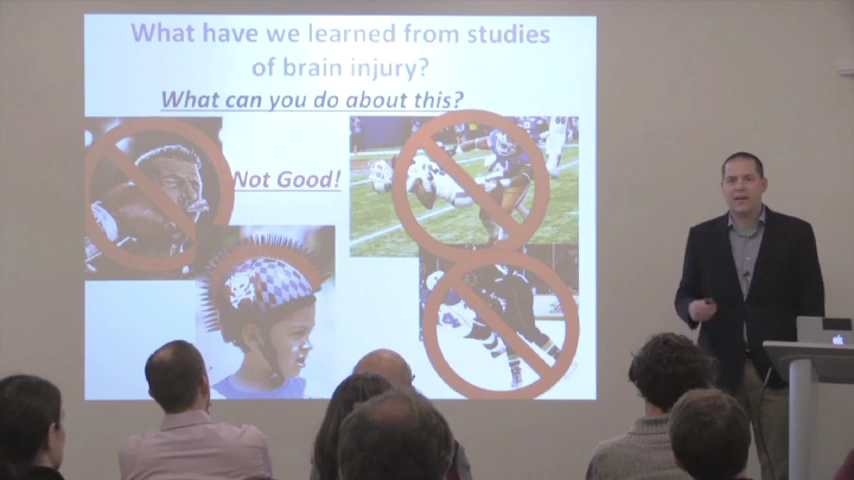 What have we learned from studies
of brain injury?
What can you do about this?
Not Good!